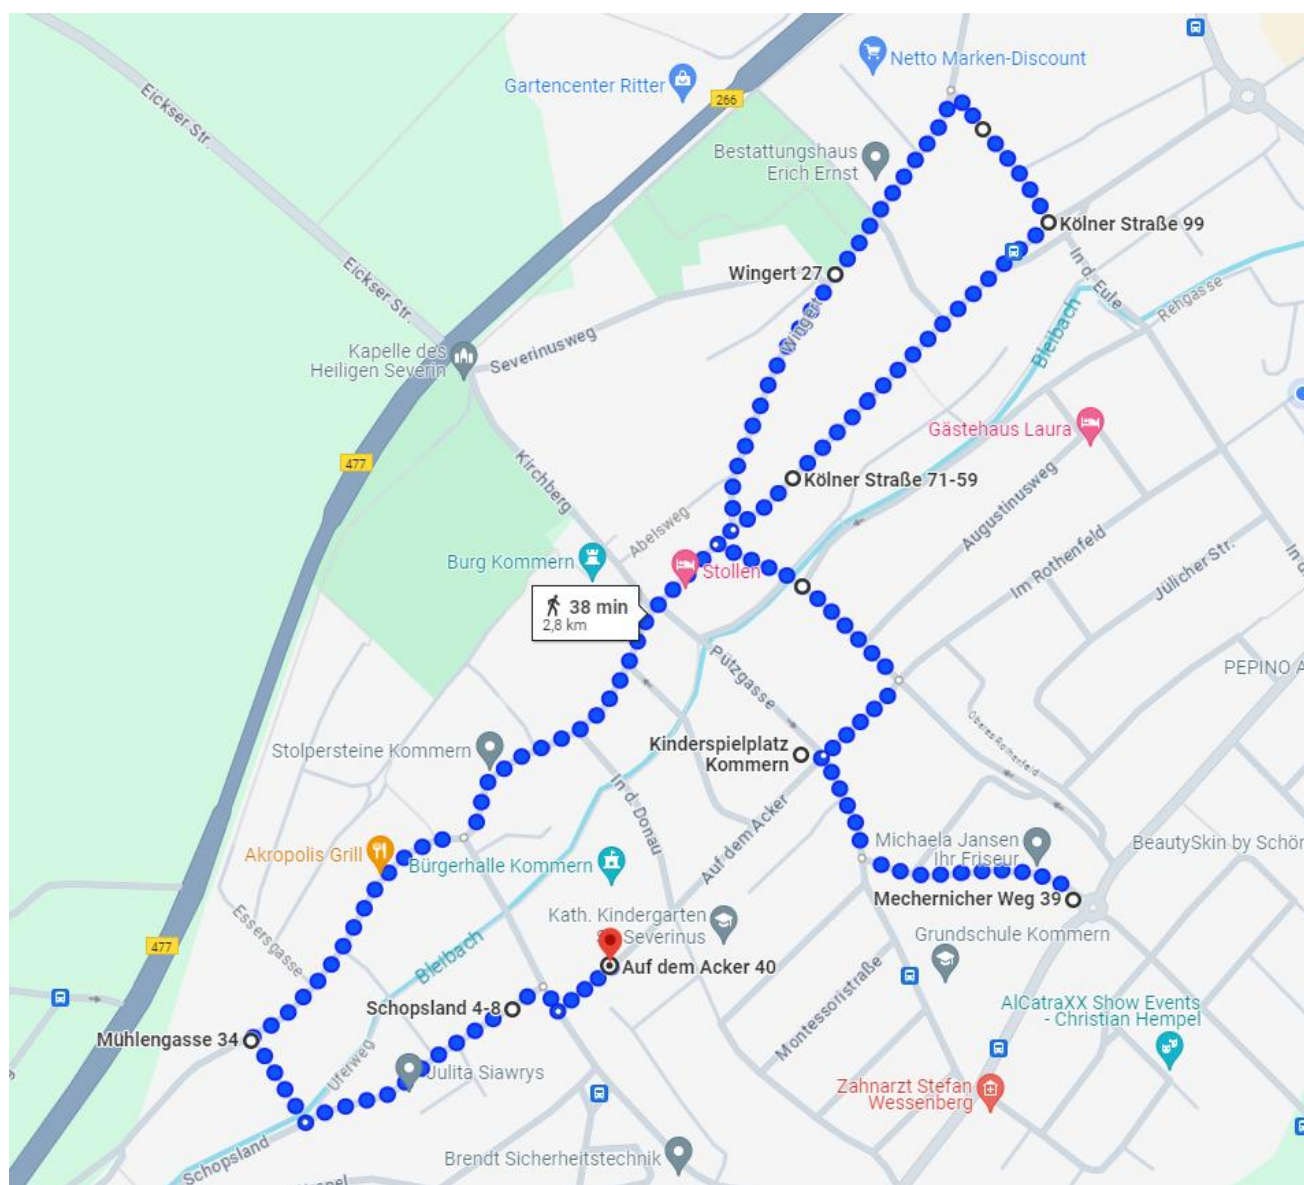 Netto Marken-Discount
Gartencenter Ritter
266
Eickser Str.
Bestattungshaus
Erich Ernst
Kölner Straße 99
In d. Eule
Rehgasse
Wingert 27
Eickser Str.
Wingert
Bleibach
Kapelle des
Heiligen Severin
Severinusweg
Gästehaus Laura
477
Kirchberg
Kölner Straße 71-59
Augustinusweg
Abelsweg
Im Rothenfeld
Jülicher Str.
In d.
Burg Kommern
Stollen
38 min
2,8 km
Pützgasse
PEPINO A
Oberes Rothenfeld
Stolpersteine Kommern
Kinderspielplatz
Kommern
In d. Donau
Auf dem Acker
Michaela Jansen
Ihr Friseur
BeautySkin by Schör
Akropolis Grill
Bürgerhalle Kommern
Mechernicher Weg 39
Essersgasse
Kath. Kindergarten
Severinus
Grundschule Kommern
477
Bleibach
Auf dem Acker 40
Montessoristraße
Schopsland 4-8
AlCatraXX Show Events
- Christian Hempel
Mühlengasse 34
Uferweg
Julita Siawrys
Zahnarzt Stefan
Wessenberg
Schopsland
Brendt Sicherheitstechnik